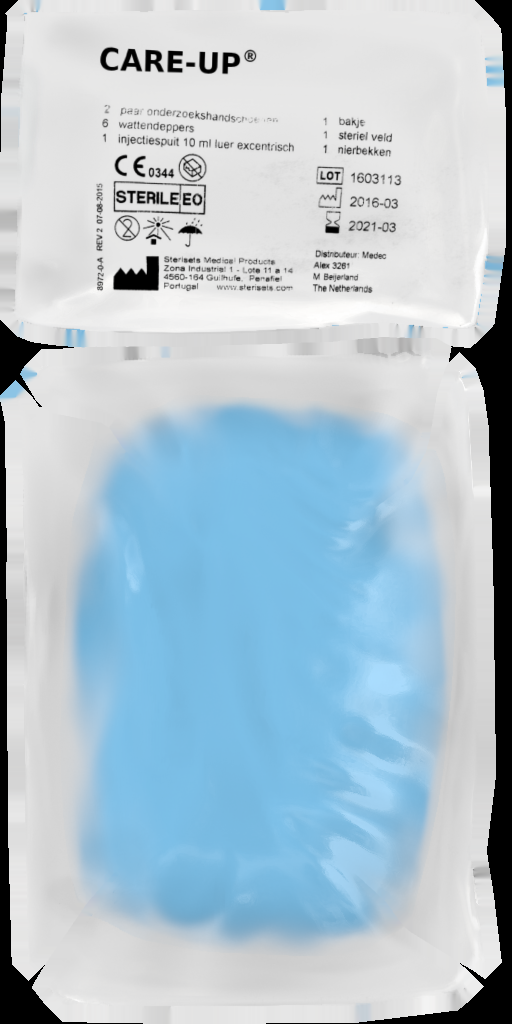 CARE-UP®
2 paar onderzoekshandschoenen
6 wattendeppers
1 injectiespuit 10 ml luer excentrisch
1 bakje
1 steriel veld
1 nierbekken
CE 0344
STERILE EO
2
LOT 1603113
2016-03
2021-03
8972-0-A REV 2 07-08-2015
Sterisets Medical Products
Zona Industriel 1 - Lote 11 a 14
4560-164 Guilhufe, Penafiel
Portugal www.sterisets.com
Distributeur: Medec
Alex 3261
M Beijerland
The Netherlands